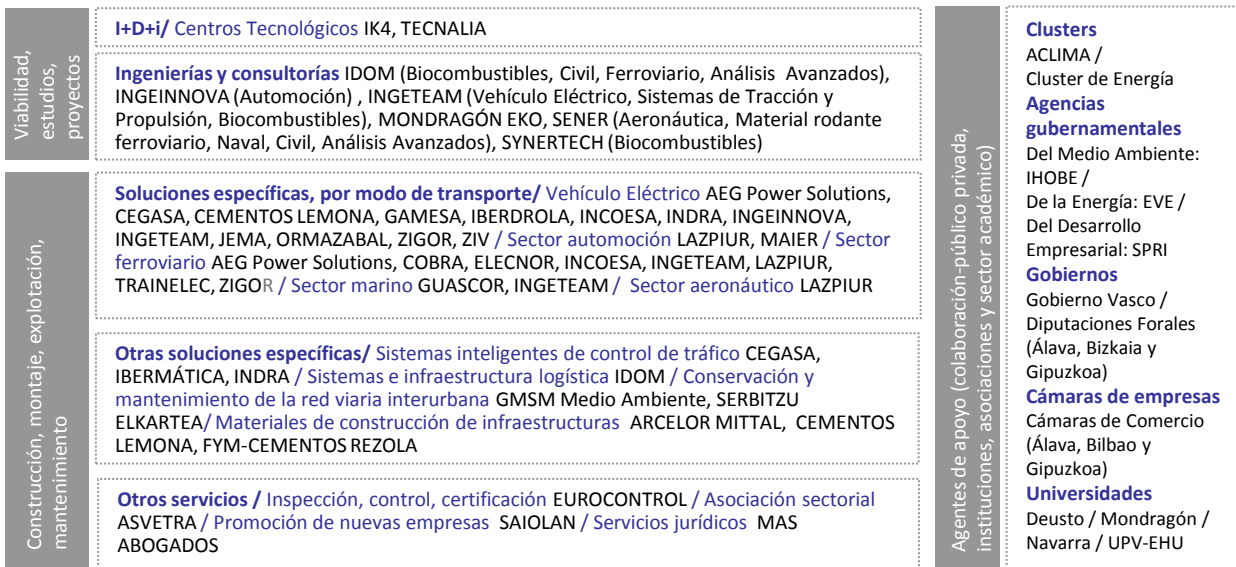 Viabilidad,
estudios,
proyectos
I+D+i/ Centros Tecnológicos IK4, TECNALIA
Ingenierías y consultorías IDOM (Biocombustibles, Civil, Ferroviario, Análisis Avanzados),
INGEINNOVA (Automoción) , INGETEAM (Vehículo Eléctrico, Sistemas de Tracción y
Propulsión, Biocombustibles), MONDRAGÓN EKO, SENER (Aeronáutica, Material rodante
ferroviario, Naval, Civil, Análisis Avanzados), SYNERTECH (Biocombustibles)
Construcción, montaje, explotación,
mantenimiento
Soluciones específicas, por modo de transporte/ Vehículo Eléctrico AEG Power Solutions,
CEGASA, CEMENTOS LEMONA, GAMESA, IBERDROLA, INCOESA, INDRA, INGEINNOVA,
INGETEAM, JEMA, ORMAZABAL, ZIGOR, ZIV / Sector automoción LAZPIUR, MAIER / Sector
ferroviario AEG Power Solutions, COBRA, ELECNOR, INCOESA, INGETEAM, LAZPIUR,
TRAINELEC, ZIGOR / Sector marino GUASCOR, INGETEAM / Sector aeronáutico LAZPIUR
Otras soluciones específicas/ Sistemas inteligentes de control de tráfico CEGASA,
IBERMÁTICA, INDRA / Sistemas e infraestructura logística IDOM / Conservación y
mantenimiento de la red viaria interurbana GMSM Medio Ambiente, SERBITZU
ELKARTEA/ Materiales de construcción de infraestructuras ARCELOR MITTAL, CEMENTOS
LEMONA, FYM-CEMENTOS REZOLA
Otros servicios / Inspección, control, certificación EUROCONTROL / Asociación sectorial
ASVETRA / Promoción de nuevas empresas SAIOLAN / Servicios jurídicos MAS
ABOGADOS
Agentes de apoyo (colaboración-público privada,
instituciones, asociaciones y sector académico)
Clusters
ACLIMA /
Cluster de Energía
Agencias
gubernamentales
Del Medio Ambiente:
IHOBE /
De la Energía: EVE /
Del Desarrollo
Empresarial: SPRI
Gobiernos
Gobierno Vasco /
Diputaciones Forales
(Álava, Bizkaia y
Gipuzkoa)
Cámaras de empresas
Cámaras de Comercio
(Álava, Bilbao y
Gipuzkoa)
Universidades
Deusto / Mondragón /
Navarra / UPV-EHU